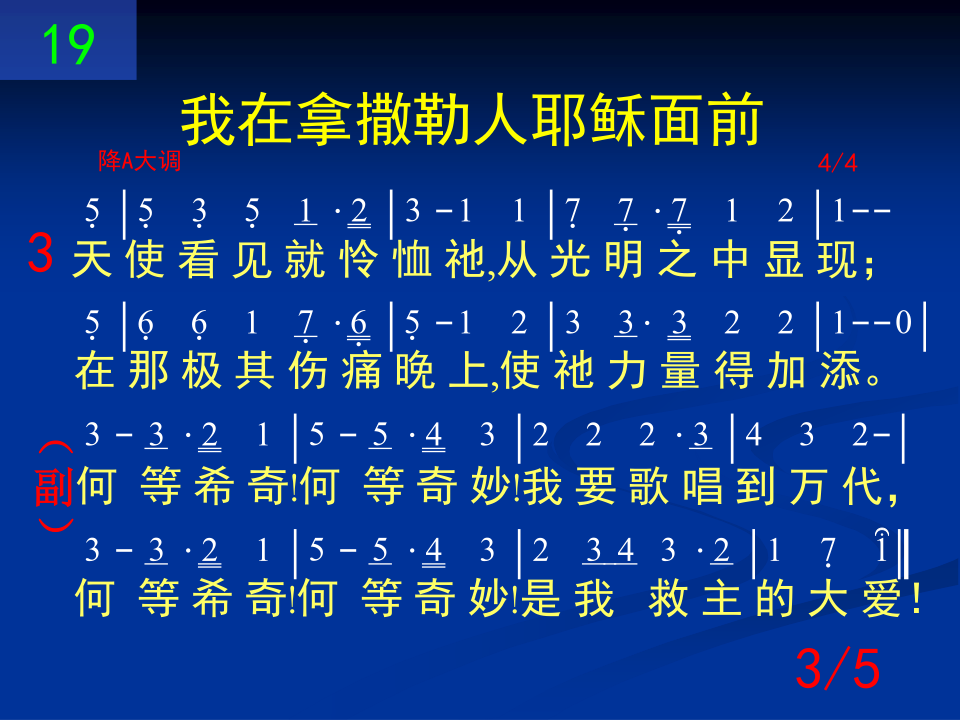 19
我在拿撒勒人耶稣面前
降A大调 4/4
5̣ | 5̣ 3̣ 5̣ 1 · 2 | 3 -1 1 | 7̣ 7̣ · 7̣ 1 2 | 1--
3 天 使 看 见 就 怜 恤 祂,从 光 明 之 中 显 现;
5̣ | 6̣ 6̣ 1 7̣ · 6̣ | 5̣ -1 2 | 3 3· 3 2 2 | 1--0 |
在 那 极 其 伤 痛 晚 上,使 祂 力 量 得 加 添。
3 - 3 · 2 1 | 5 - 5 · 4 3 | 2 2 2 · 3 | 4 3 2- |
(副) 何 等 希 奇!何 等 奇 妙!我 要 歌 唱 到 万 代,
3 - 3 · 2 1 | 5 - 5 · 4 3 | 2 3 4 3 · 2 | 1 7̣ 1 ‖
何 等 希 奇!何 等 奇 妙!是 我 救 主 的 大 爱!
3/5